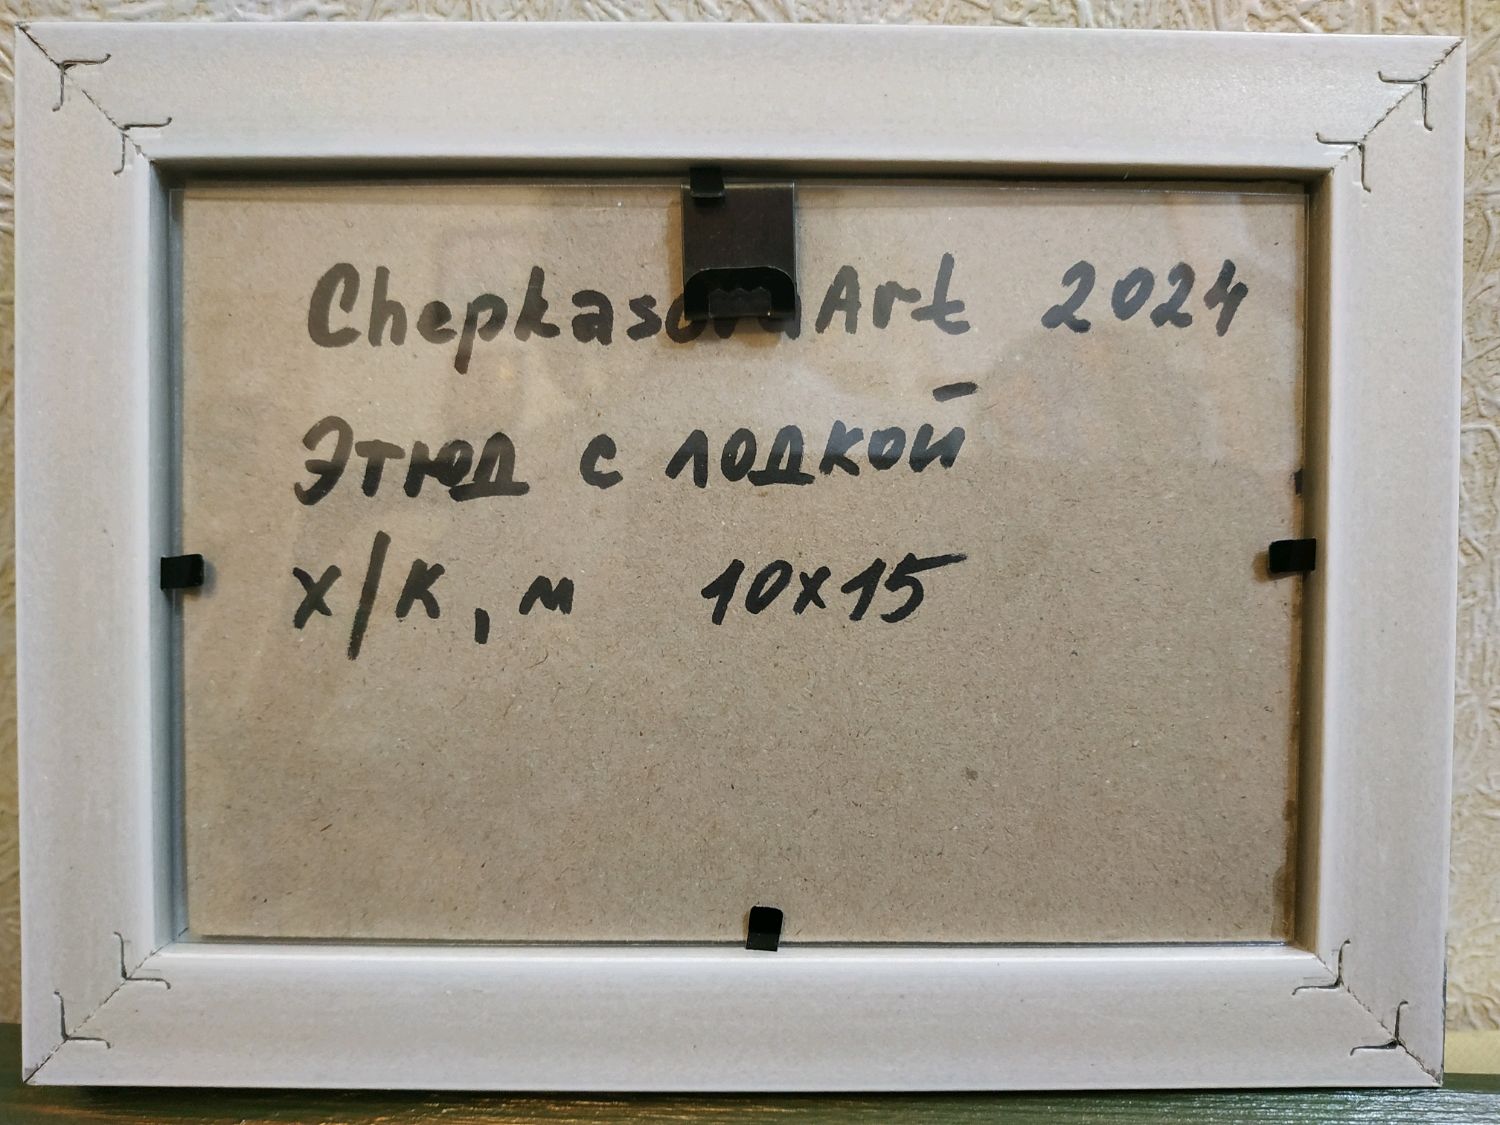 ChepkasovaArt 2024
Этюд с лодкой
х/к, м 10х15